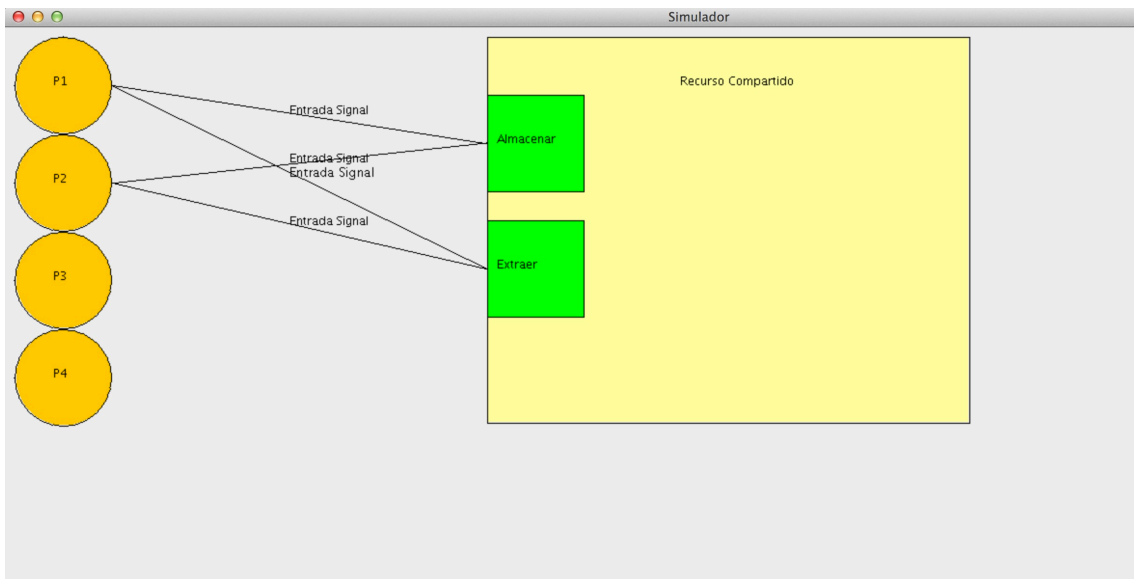 Simulador
P1
Recurso Compartido
Entrada Signal
Almacenar
Entrada Signal
Entrada Signal
P2
Entrada Signal
Extraer
P3
P4